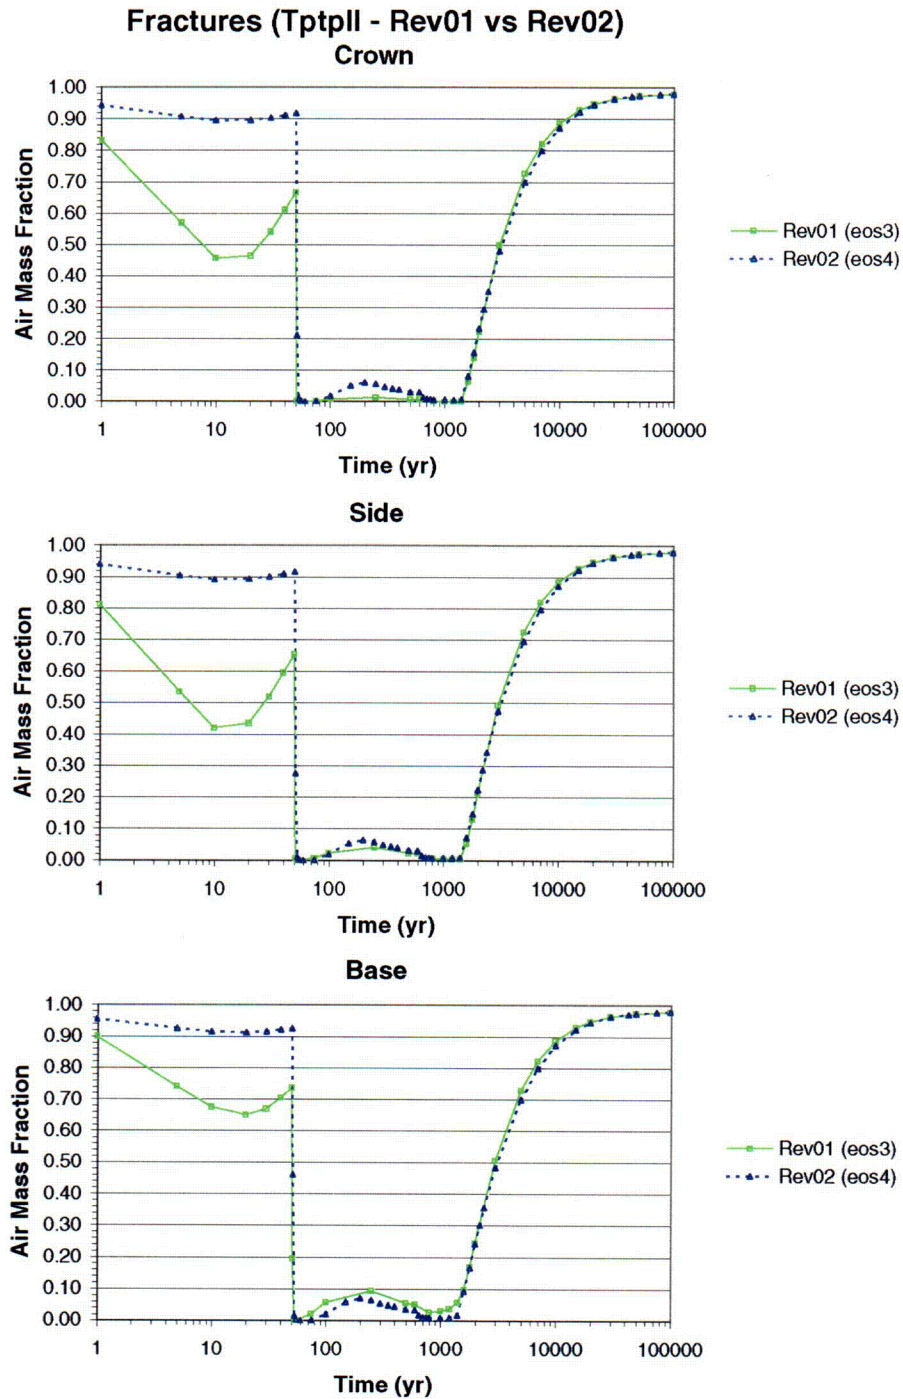 Fractures (Tptpll - Rev01 vs Rev02)
Crown
1.00
0.90
0.80
0.70
0.60
0.50
0.40
0.30
0.20
0.10
0.00
Air Mass Fraction
1 10 100 1000 10000 100000
Time (yr)
Rev01 (eos3)
Rev02 (eos4)
Side
1.00
0.90
0.80
0.70
0.60
0.50
0.40
0.30
0.20
0.10
0.00
Air Mass Fraction
1 10 100 1000 10000 100000
Time (yr)
Rev01 (eos3)
Rev02 (eos4)
Base
1.00
0.90
0.80
0.70
0.60
0.50
0.40
0.30
0.20
0.10
0.00
Air Mass Fraction
1 10 100 1000 10000 100000
Time (yr)
Rev01 (eos3)
Rev02 (eos4)